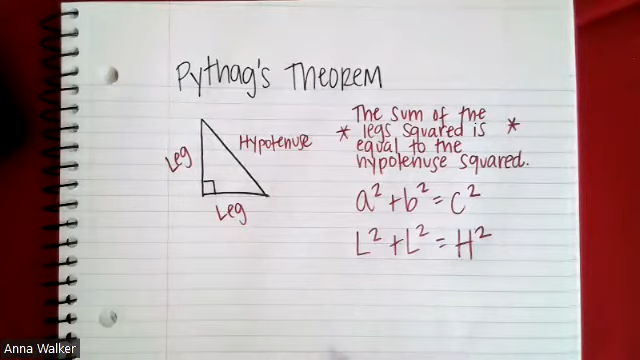 Pythag's Theorem
The sum of the
* legs squared is *
equal to the
hypotenuse squared.
Leg
Hypotenuse
Leg
a² + b² = c²
L² + L² = H²
Anna Walker